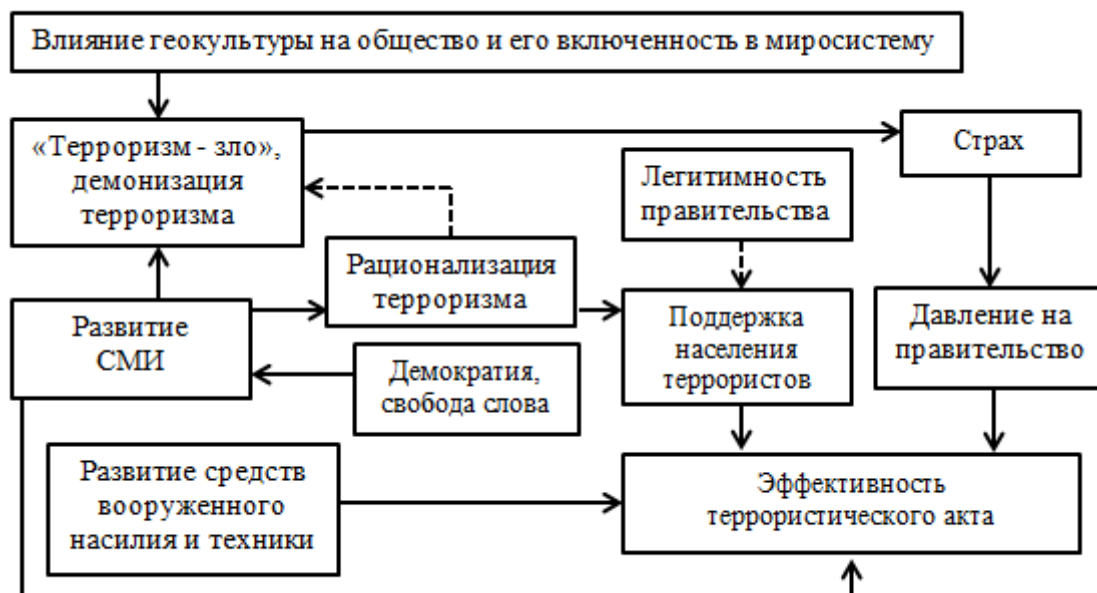 Влияние геокультуры на общество и его включенность в миросистему
«Терроризм - зло»,
демонизация
терроризма
Страх
Легитимность
правительства
Рационализация
терроризма
Развитие
СМИ
Поддержка
населения
террористов
Давление на
правительство
Демократия,
свобода слова
Развитие средств
вооруженного
насилия и техники
Эффективность
террористического акта